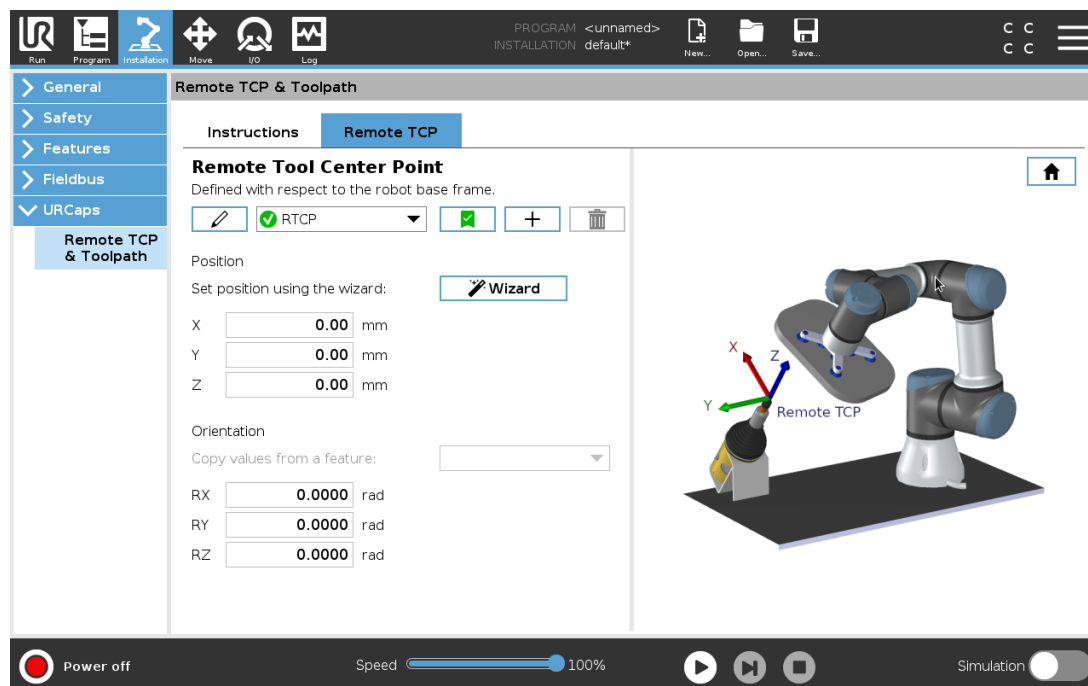 UR
PROGRAM <unnamed>
INSTALLATION default*
C C
C C
Run Program Installation Move I/O Log New... Open... Save...
General
Safety
Features
Fieldbus
URCaps
Remote TCP
& Toolpath
Remote TCP & Toolpath
Instructions Remote TCP
Remote Tool Center Point
Defined with respect to the robot base frame.
RTCP
Position
Set position using the wizard: Wizard
X 0.00 mm
Y 0.00 mm
Z 0.00 mm
Orientation
Copy values from a feature:
RX 0.0000 rad
RY 0.0000 rad
RZ 0.0000 rad
X
Z
Y
Remote TCP
Power off
Speed 100%
Simulation